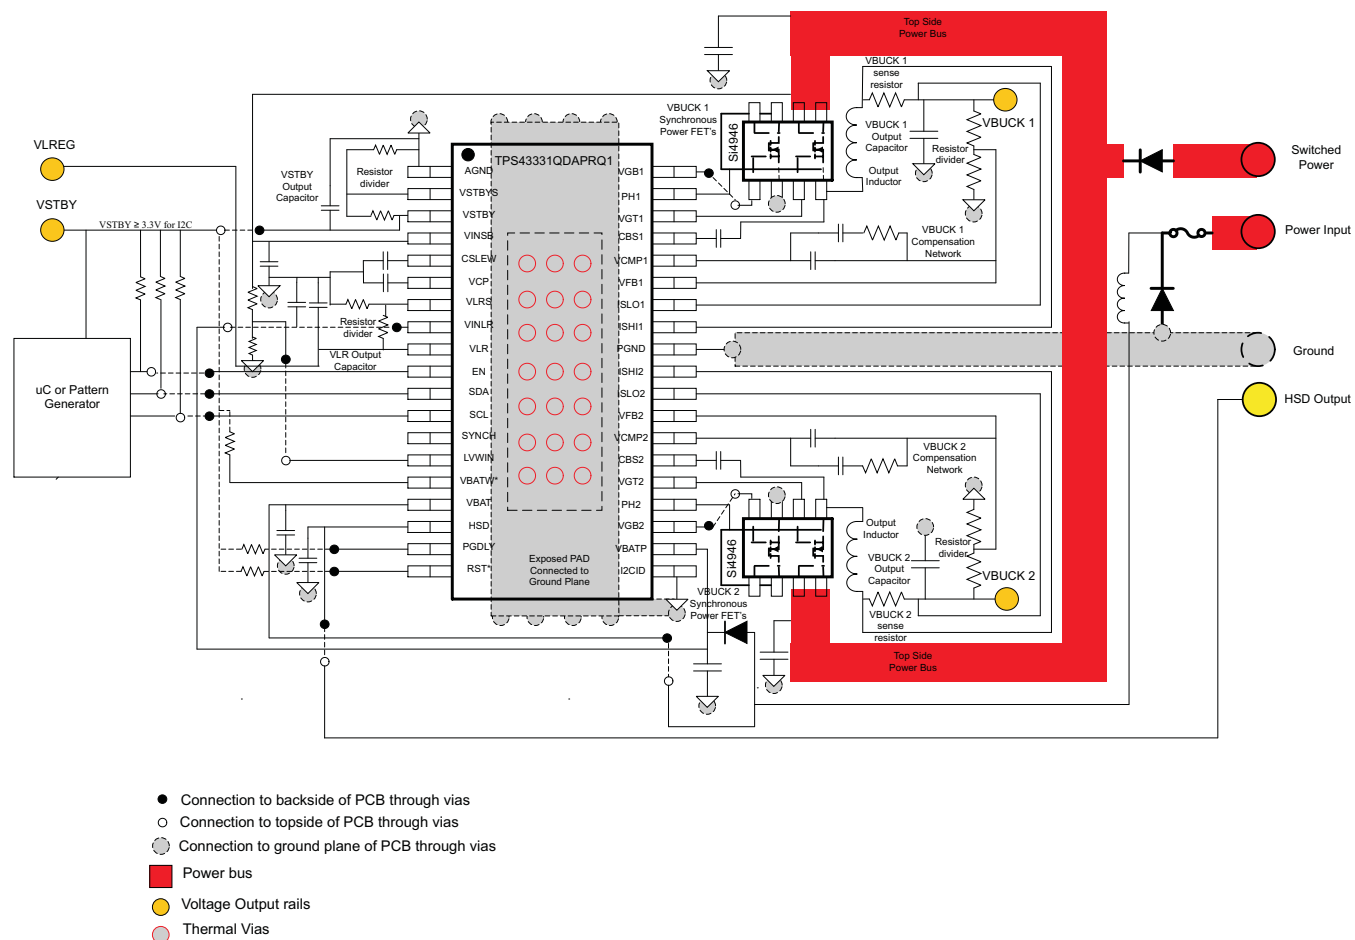 Top Side
Power Bus
VBUCK 1
sense
resistor
VBUCK 1
Synchronous
Power FET's
Si4946
VBUCK 1
Output
Capacitor
Output
Inductor
Resistor
divider
VBUCK 1
Switched
Power
Power Input
Ground
HSD Output
VLREG
VSTBY
VSTBY ≥ 3.3V for I2C
VSTBY
Output
Capacitor
Resistor
divider
TPS43331QDAPRQ1
AGND
VSTBYS
VSTBY
VINSB
CSLEW
VCP
VLRS
VINLR
VLR
EN
SDA
SCL
SYNCH
LVWIN
VBATW*
VBAT
HSD
PGDLY
RST*
VGB1
PH1
VGT1
CBS1
VCMP1
VFB1
SLO1
ISHI1
PGND
ISHI2
SLO2
VFB2
VCMP2
CBS2
VGT2
PH2
VGB2
VBATP
I2CID
VBUCK 1
Compensation
Network
Resistor
divider
VLR Output
Capacitor
uC or Pattern
Generator
VBUCK 2
Compensation
Network
Exposed PAD
Connected to
Ground Plane
Si4946
VBUCK 2
Synchronous
Power FET's
Output
Inductor
VBUCK 2
Output
Capacitor
Resistor
divider
VBUCK 2
VBUCK 2
sense
resistor
Top Side
Power Bus
Connection to backside of PCB through vias
Connection to topside of PCB through vias
Connection to ground plane of PCB through vias
Power bus
Voltage Output rails
Thermal Vias